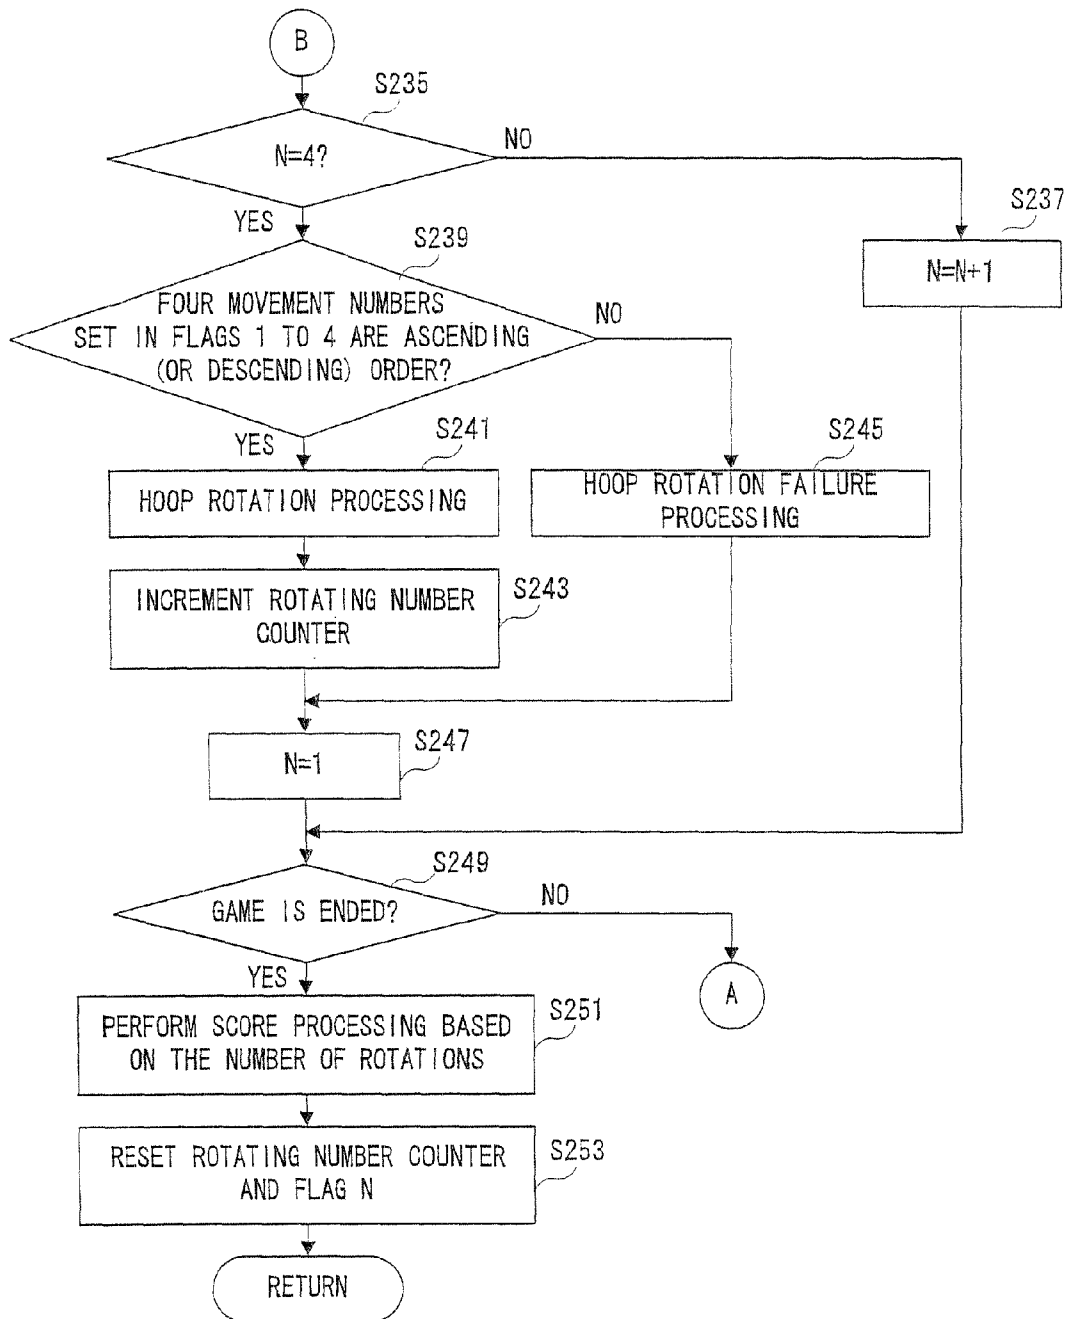 B
S235
N=4?
NO
YES
S237
N=N+1
S239
FOUR MOVEMENT NUMBERS
SET IN FLAGS 1 TO 4 ARE ASCENDING
(OR DESCENDING) ORDER?
NO
YES
S241
HOOP ROTATION PROCESSING
S245
HOOP ROTATION FAILURE
PROCESSING
S243
INCREMENT ROTATING NUMBER
COUNTER
S247
N=1
S249
GAME IS ENDED?
NO
YES
A
S251
PERFORM SCORE PROCESSING BASED
ON THE NUMBER OF ROTATIONS
S253
RESET ROTATING NUMBER COUNTER
AND FLAG N
RETURN